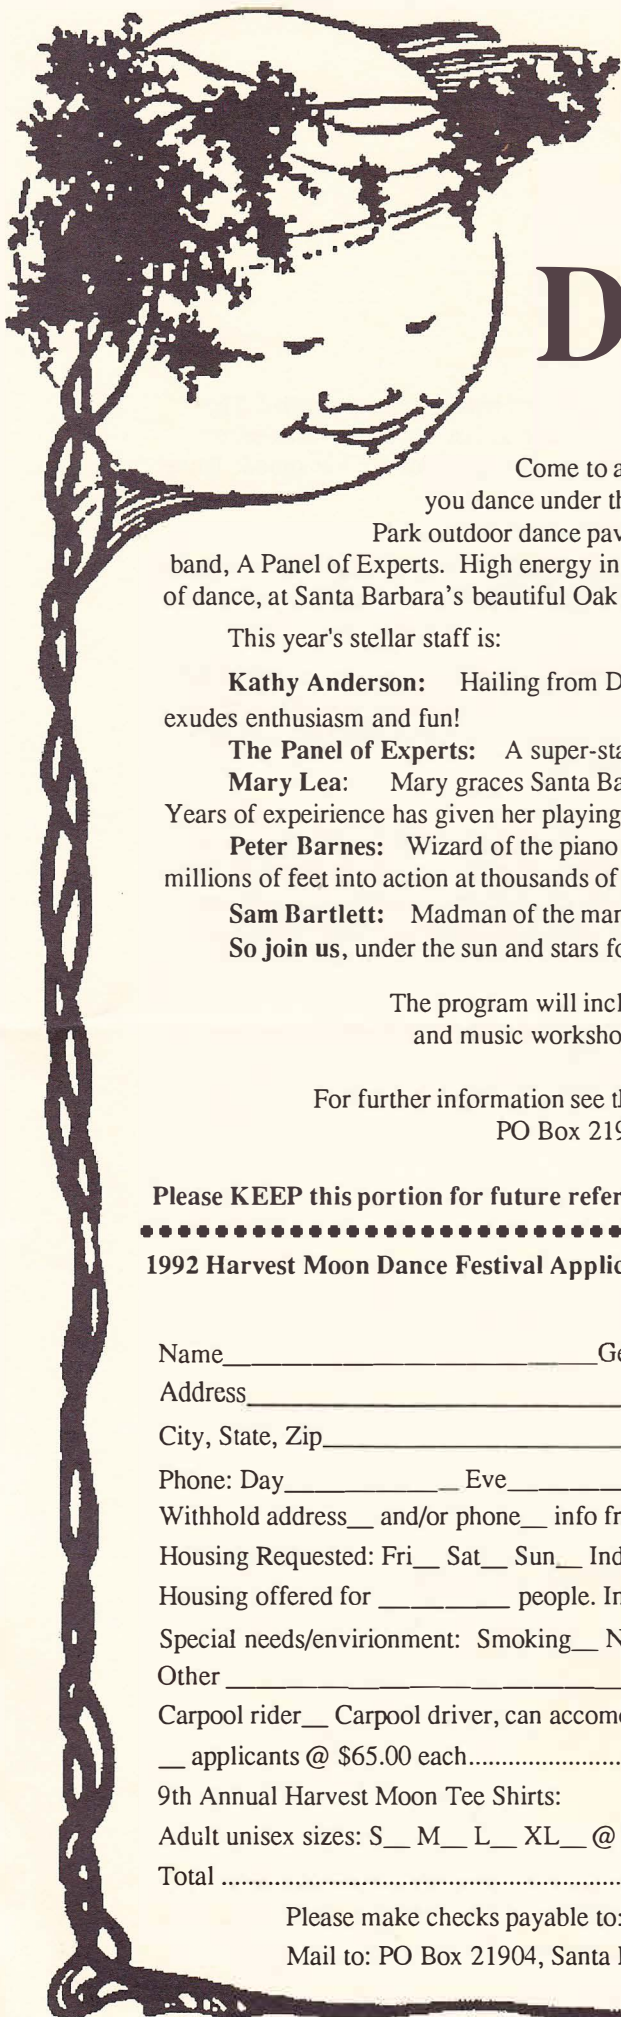 D
Come to a
you dance under th
Park outdoor dance pav
band, A Panel of Experts. High energy in
of dance, at Santa Barbara's beautiful Oak
This year's stellar staff is:
Kathy Anderson: Hailing from D
exudes enthusiasm and fun!
The Panel of Experts: A super-sta
Mary Lea: Mary graces Santa Ba
Years of expeirience has given her playing
Peter Barnes: Wizard of the piano
millions of feet into action at thousands of
Sam Bartlett: Madman of the man
So join us, under the sun and stars fo
The program will incl
and music worksho
For further information see th
PO Box 219
Please KEEP this portion for future refer
1992 Harvest Moon Dance Festival Applic
Name____________________Ge
Address____________________
City, State, Zip____________________
Phone: Day__________ Eve________
Withhold address__ and/or phone__ info fr
Housing Requested: Fri__ Sat__ Sun__ Ind
Housing offered for ________ people. In
Special needs/envirionment: Smoking__ N
Other ____________________
Carpool rider__ Carpool driver, can accomo
__ applicants @ $65.00 each........................
9th Annual Harvest Moon Tee Shirts:
Adult unisex sizes: S__ M__ L__ XL__ @
Total ..................................................................
Please make checks payable to:
Mail to: PO Box 21904, Santa B